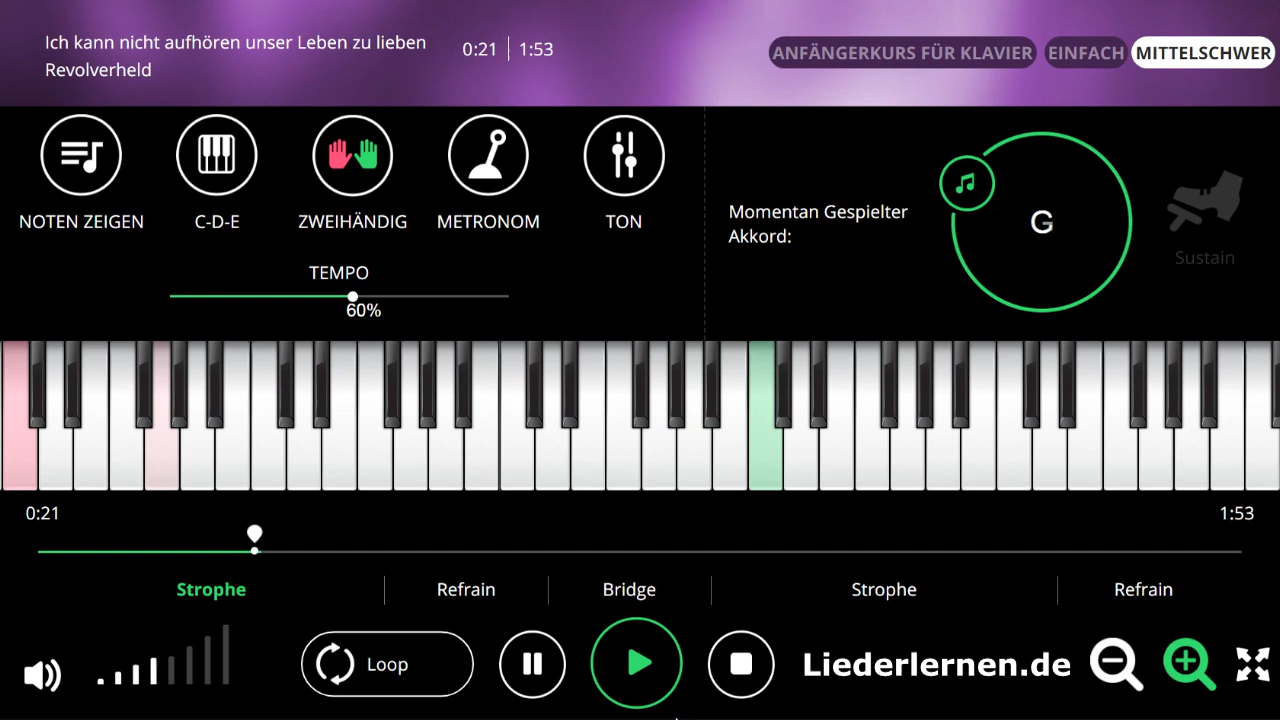 Ich kann nicht aufhören unser Leben zu lieben
Revolverheld
0:21 | 1:53
ANFÄNGERKURS FÜR KLAVIER
EINFACH
MITTELSCHWER
NOTEN ZEIGEN
C-D-E
ZWEIHÄNDIG
METRONOM
TON
TEMPO
60%
Momentan Gespielter
Akkord:
G
Sustain
0:21
1:53
Strophe
Refrain
Bridge
Strophe
Refrain
Loop
Liederlernen.de